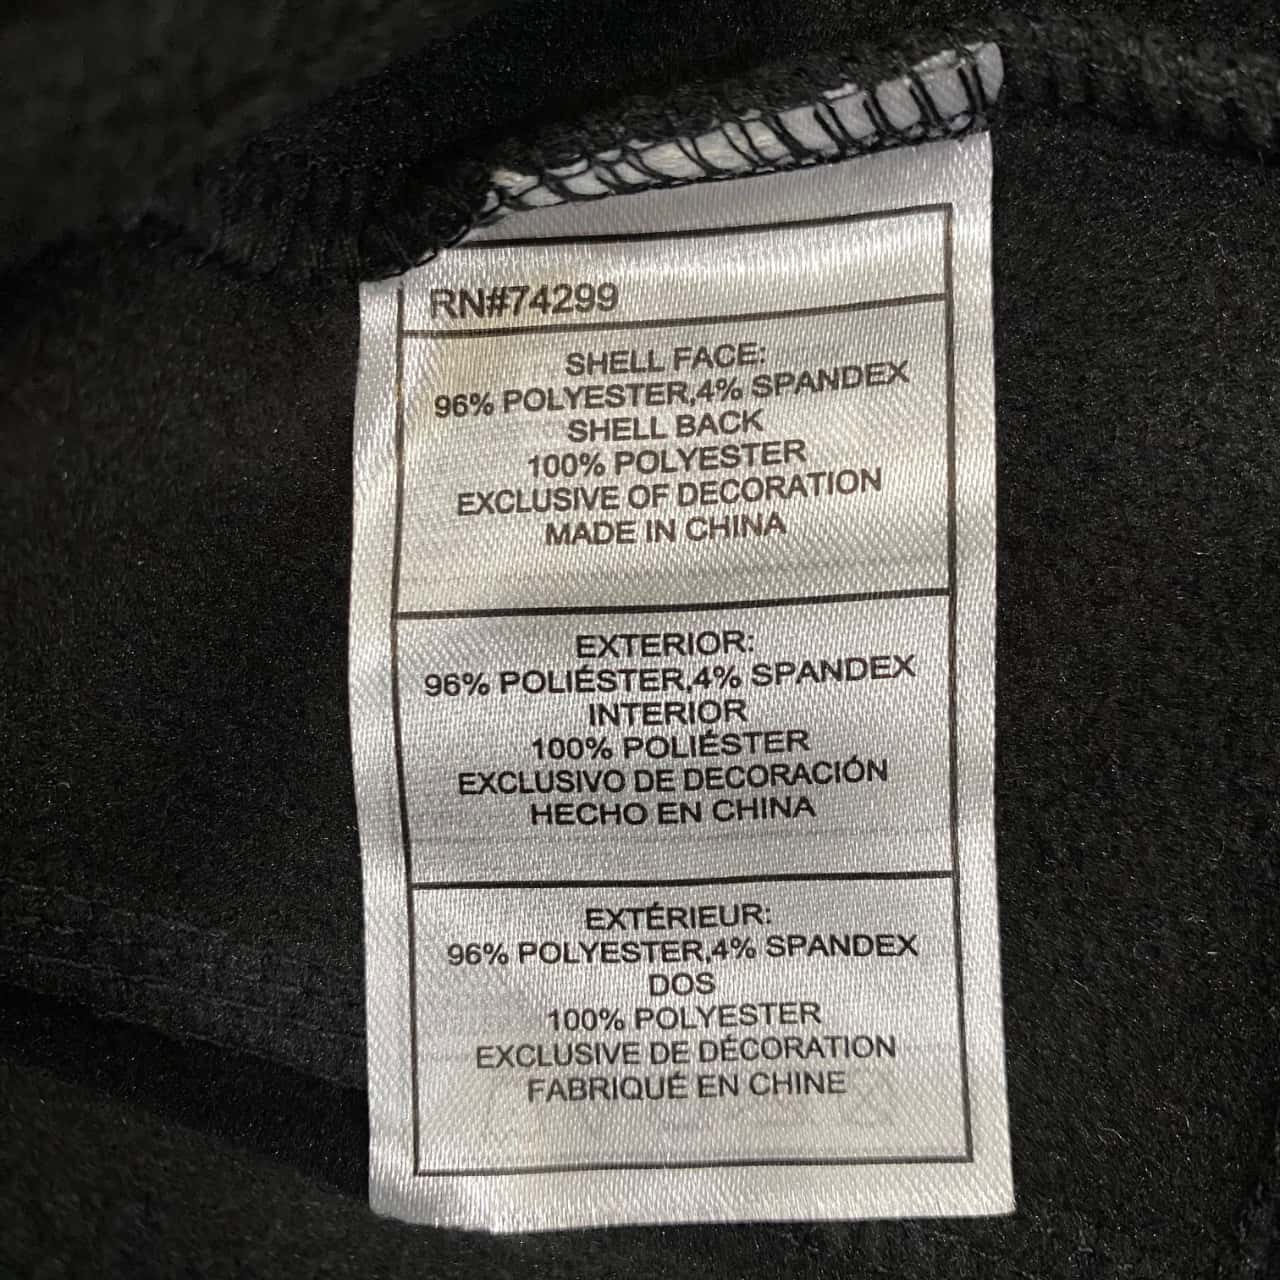 RN#74299
SHELL FACE:
96% POLYESTER,4% SPANDEX
SHELL BACK
100% POLYESTER
EXCLUSIVE OF DECORATION
MADE IN CHINA
EXTERIOR:
96% POLIÉSTER,4% SPANDEX
INTERIOR
100% POLIÉSTER
EXCLUSIVO DE DECORACIÓN
HECHO EN CHINA
EXTÉRIEUR:
96% POLYESTER,4% SPANDEX
DOS
100% POLYESTER
EXCLUSIVE DE DÉCORATION
FABRIQUÉ EN CHINE